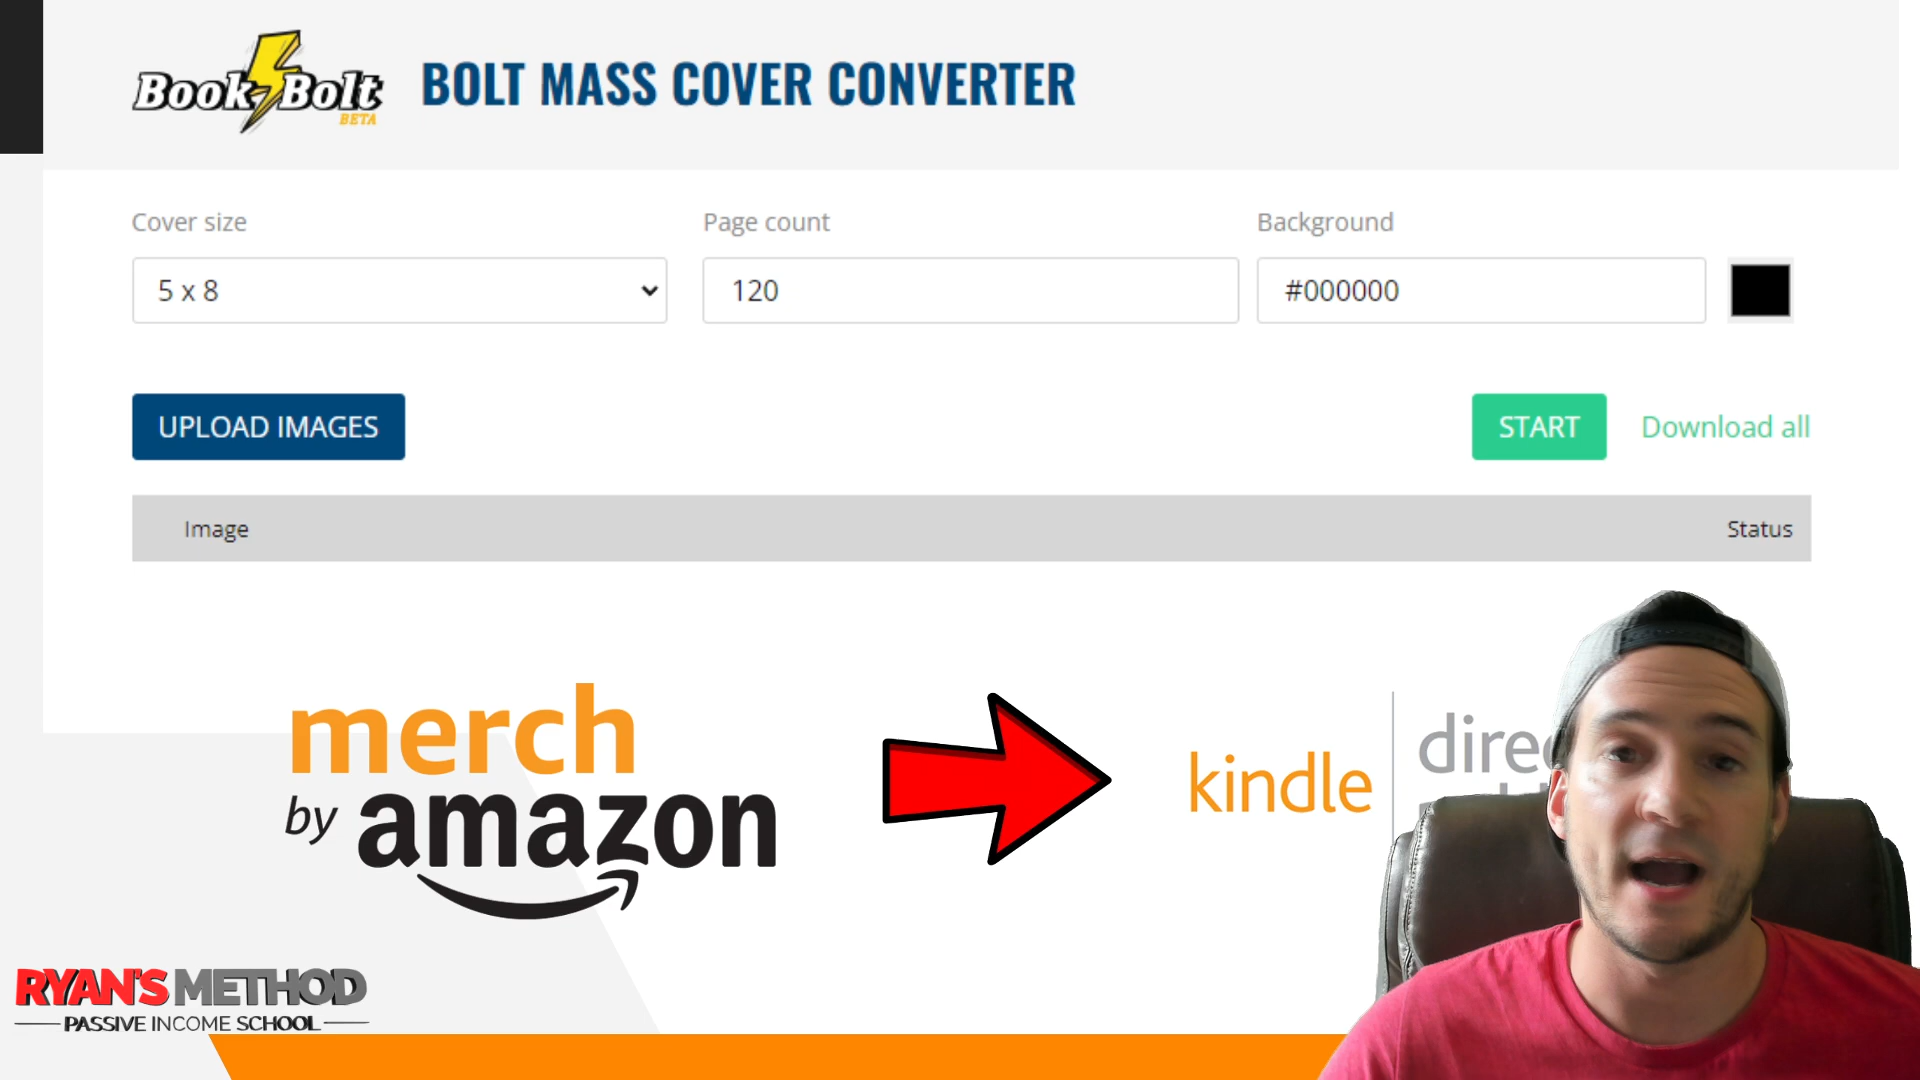 Book Bolt
BETA
BOLT MASS COVER CONVERTER
Cover size
Page count
Background
5 x 8
120
#000000
UPLOAD IMAGES
START
Download all
Image
Status
merch
by amazon
kindle
RYAN'S METHOD
PASSIVE INCOME SCHOOL